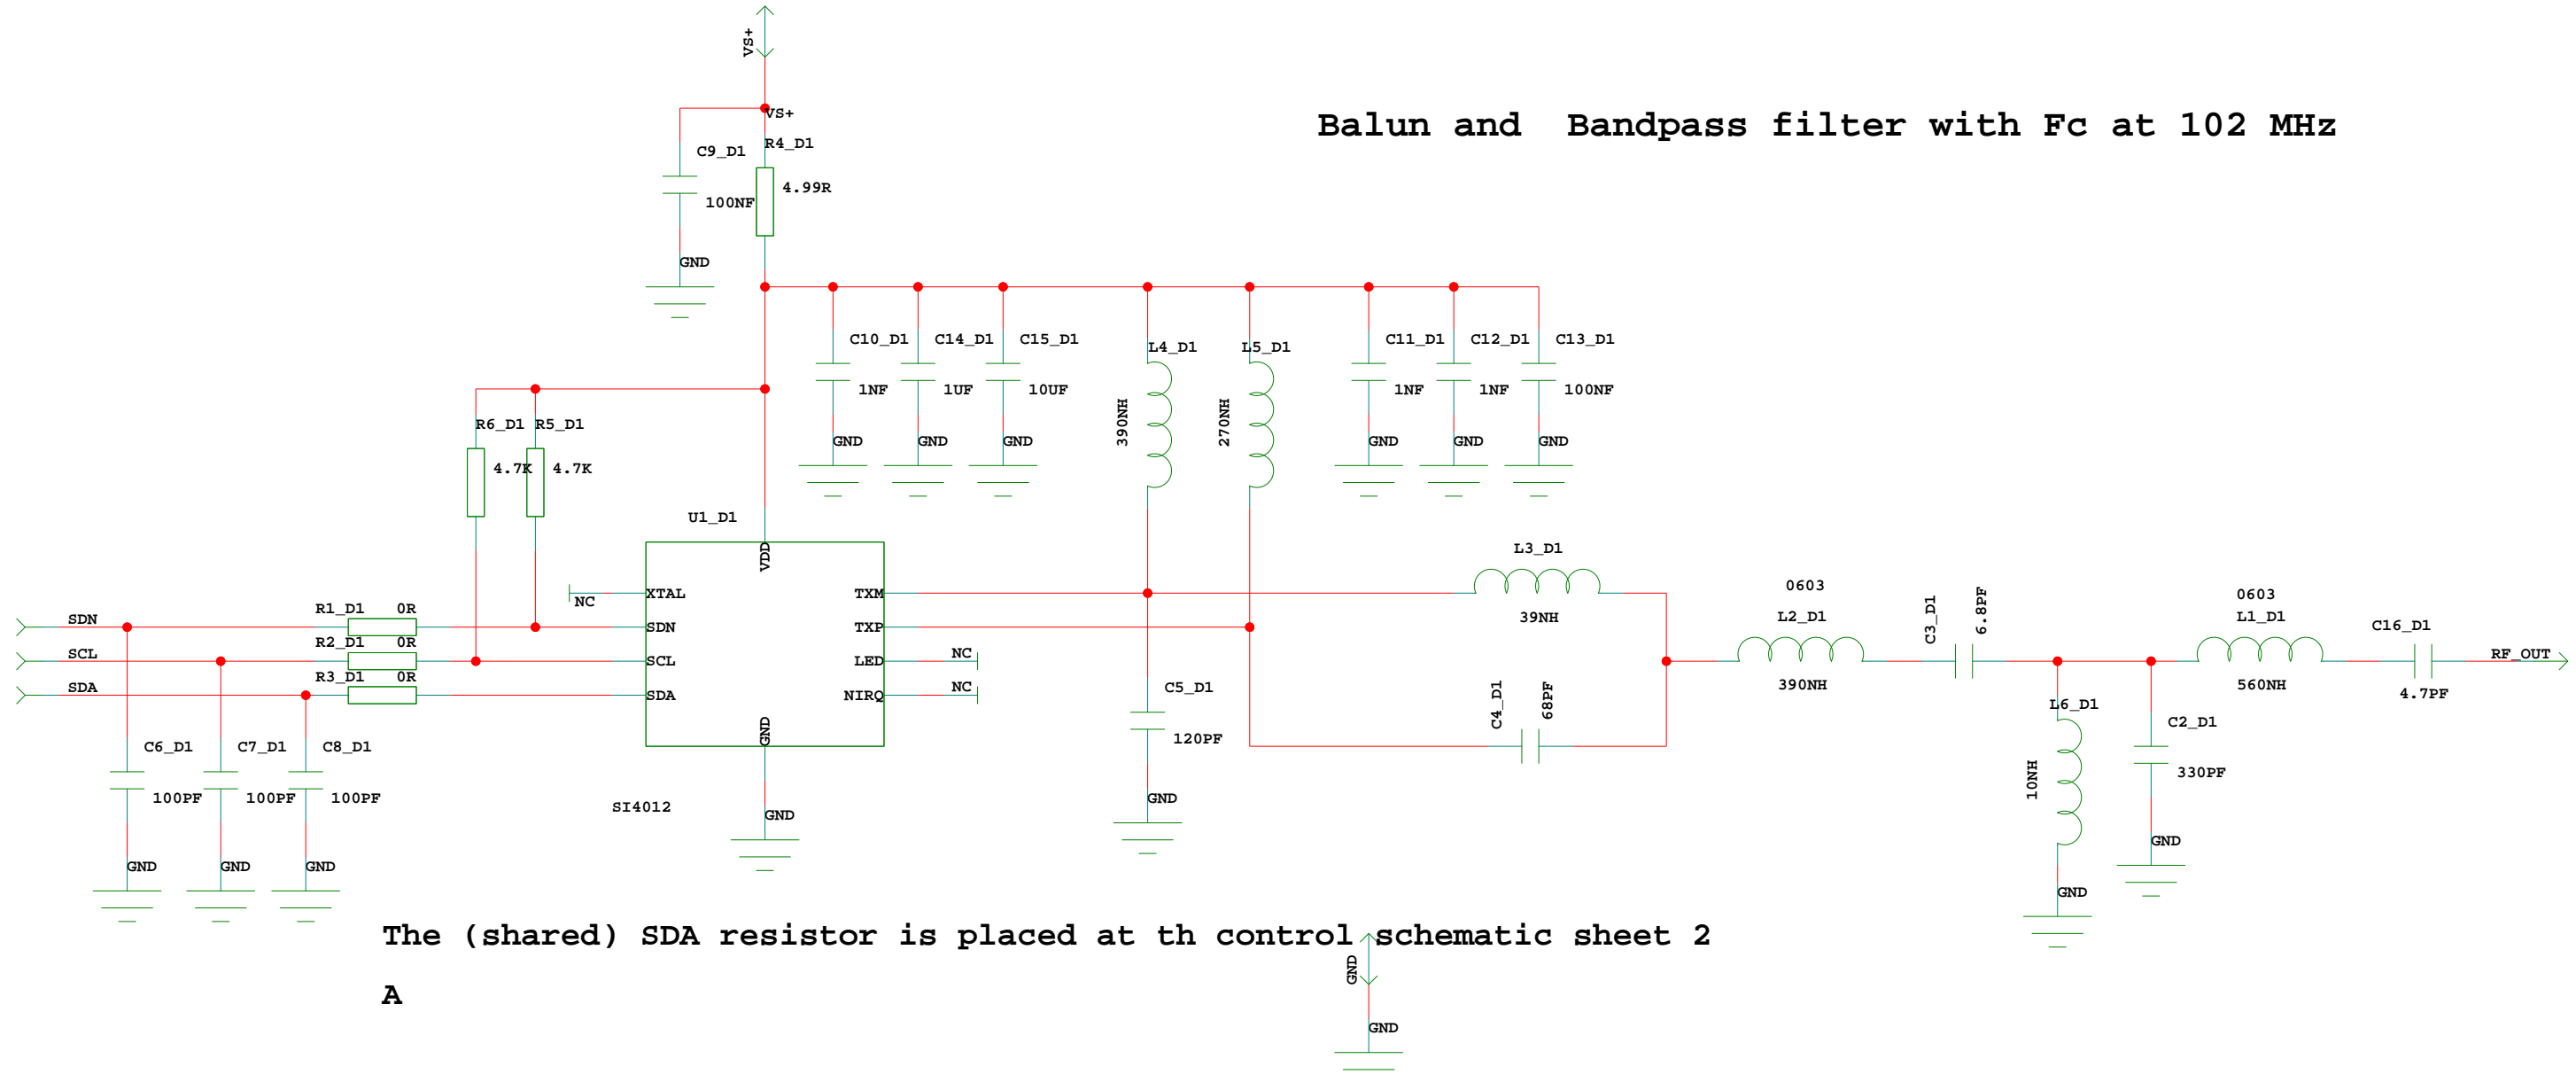 VS+
Balun and  Bandpass filter with Fc at 102 MHz
VS+
R4_D1
C9_D1
4.99R
100NF
GND
C10_D1
C14_D1
C15_D1
L4_D1
L5_D1
C11_D1
C12_D1
C13_D1
1NF
1UF
10UF
390NH
270NH
1NF
1NF
100NF
GND
GND
GND
GND
GND
GND
R6_D1
R5_D1
4.7K
4.7K
U1_D1
VDD
XTAL
SDN
SCL
SDA
GND
TXM
TXP
LED
NIRQ
NC
NC
NC
SI4012
GND
SDN
SCL
SDA
R1_D1
0R
R2_D1
0R
R3_D1
0R
C6_D1
C7_D1
C8_D1
100PF
100PF
100PF
GND
GND
GND
C5_D1
120PF
GND
L3_D1
39NH
C4_D1
68PF
0603
L2_D1
390NH
C3_D1
6.8PF
L6_D1
10NH
GND
C2_D1
330PF
GND
0603
L1_D1
560NH
C16_D1
4.7PF
RF_OUT
The (shared) SDA resistor is placed at th control schematic sheet 2
A
GND
GND